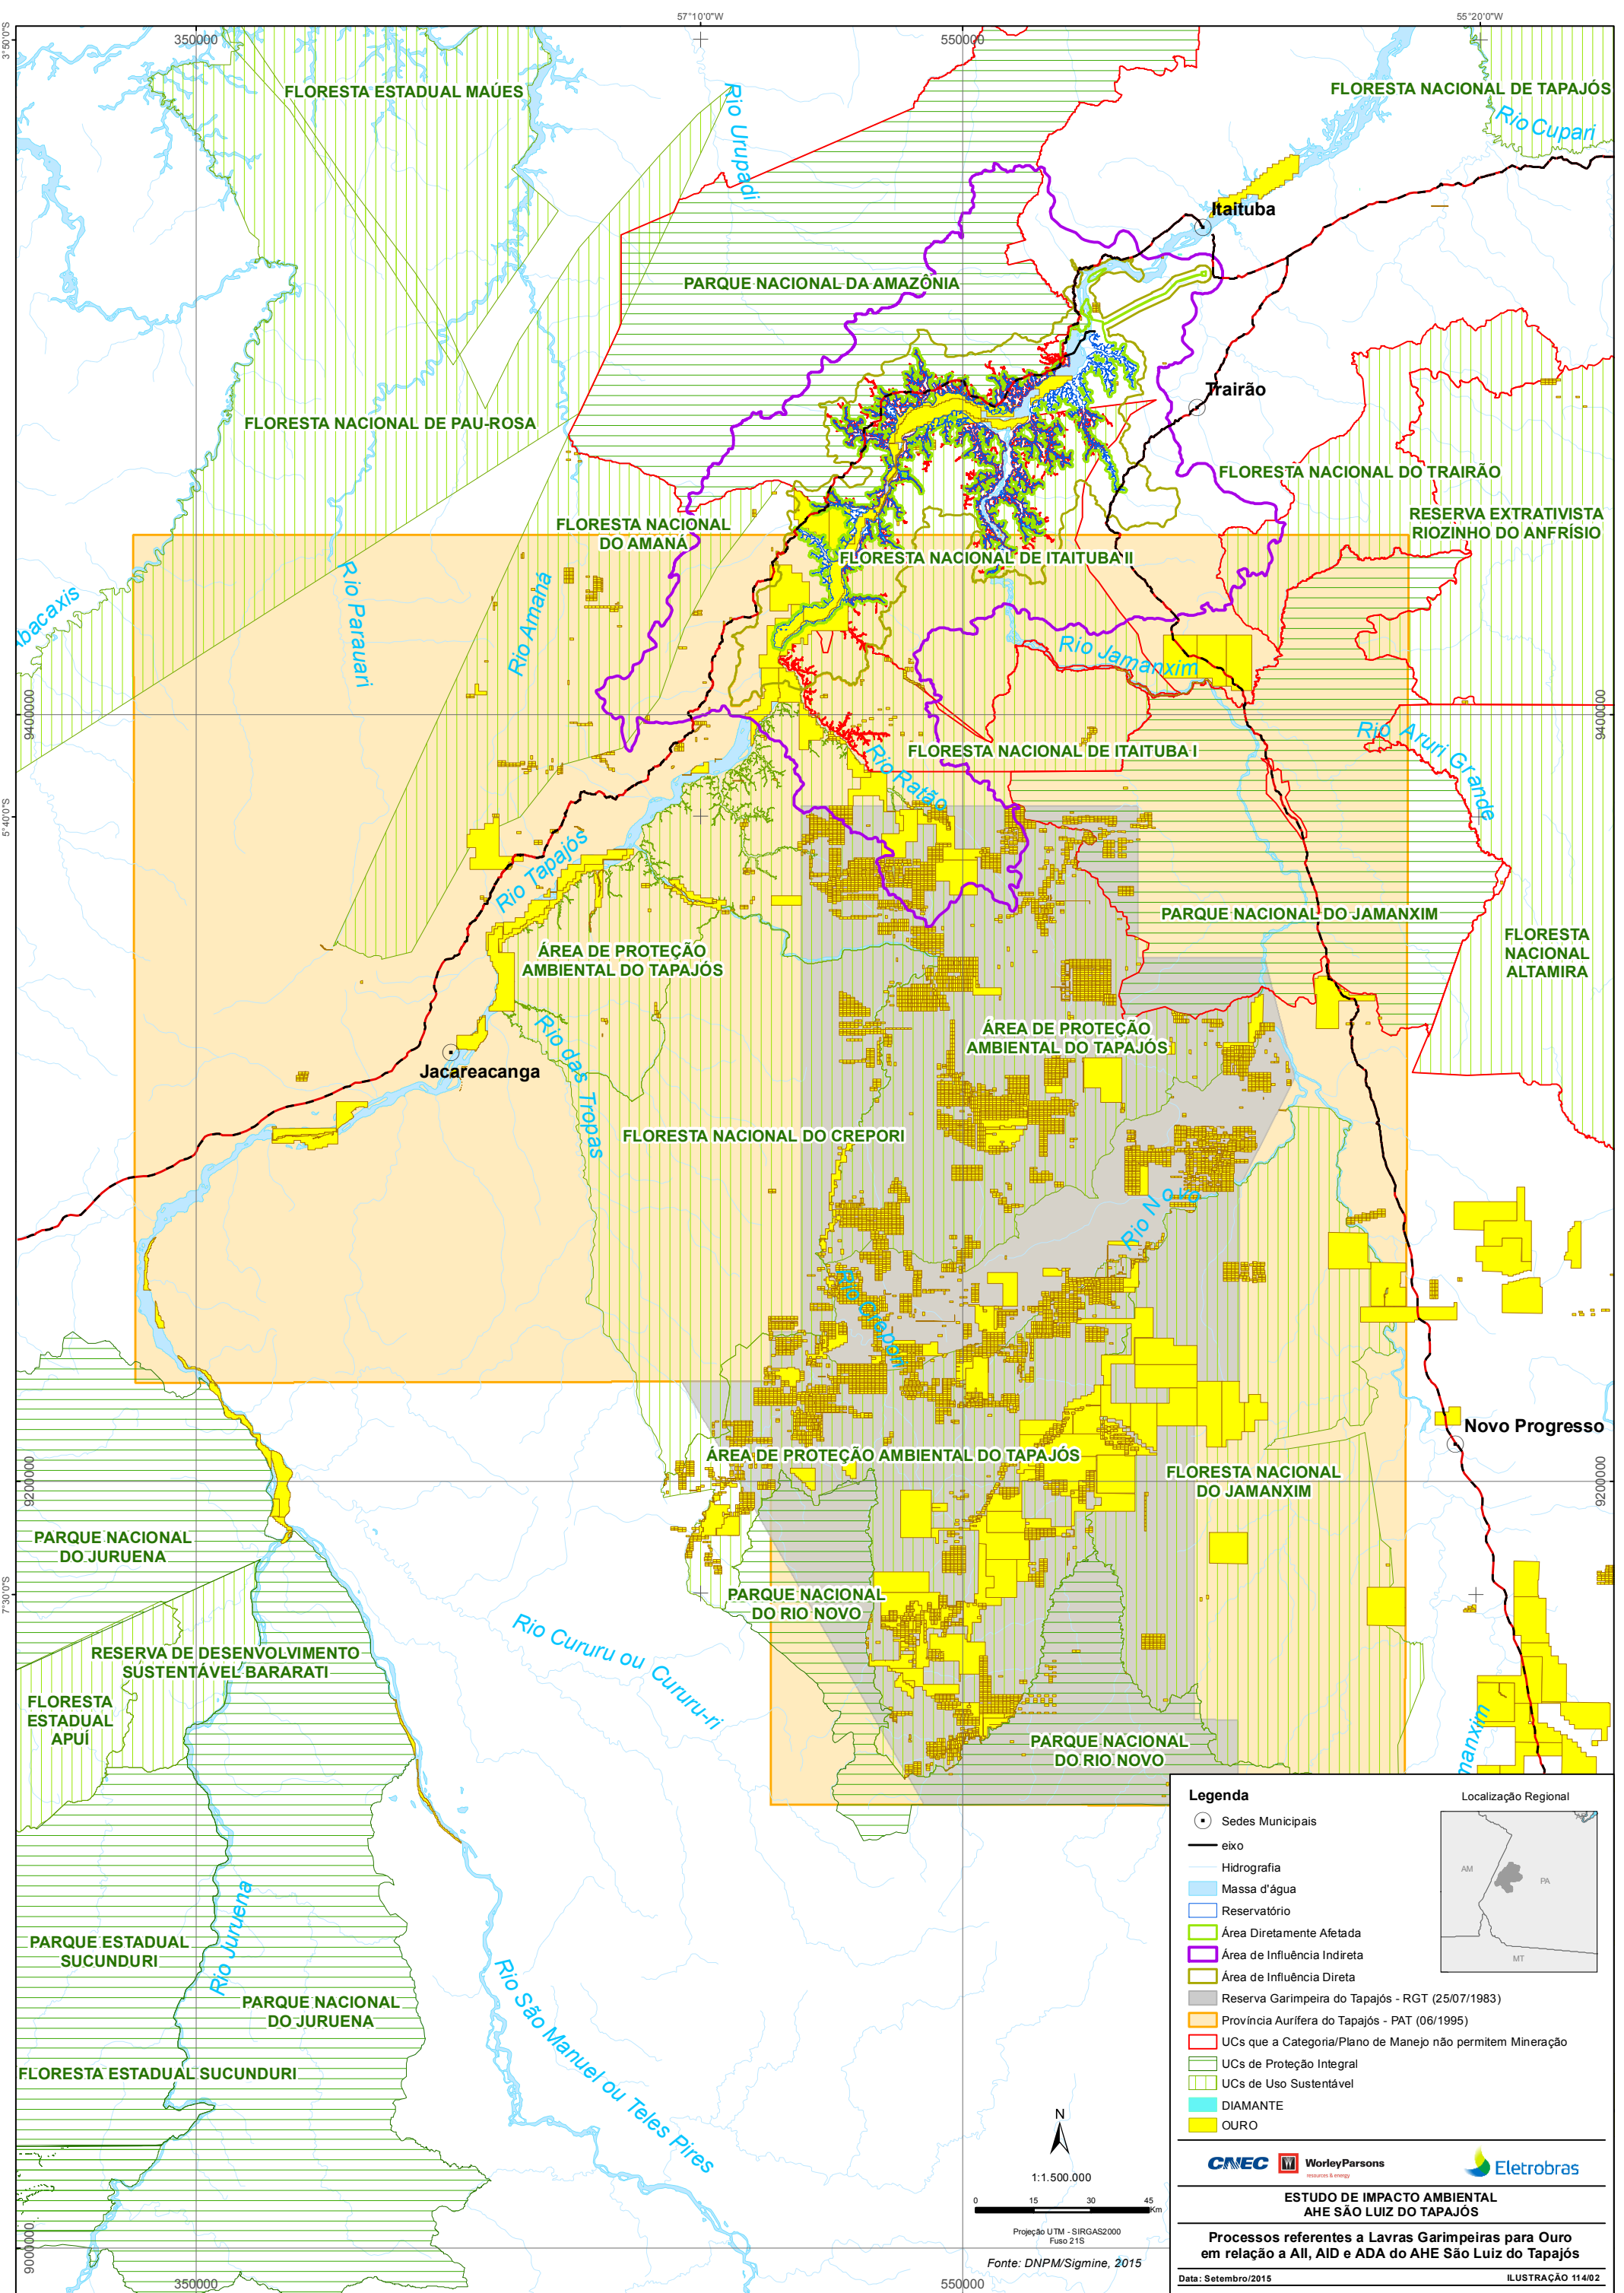 57°10'0"W
55°20'0"W
3°50'0"S
350000
550000
FLORESTA ESTADUAL MAÚES
FLORESTA NACIONAL DE TAPAJÓS
Rio Urupadi
Rio Cupari
Itaituba
PARQUE NACIONAL DA AMAZÔNIA
Trairão
FLORESTA NACIONAL DE PAU-ROSA
FLORESTA NACIONAL DO TRAIRÃO
RESERVA EXTRATIVISTA
RIOZINHO DO ANFRÍSIO
FLORESTA NACIONAL
DO AMANÁ
FLORESTA NACIONAL DE ITAITUBA II
bacaxis
Rio Parauari
Rio Amaná
Rio Jamanxim
9400000
9400000
FLORESTA NACIONAL DE ITAITUBA I
Rio Aruri Grande
Rio Ratão
5°40'0"S
Rio Tapajós
PARQUE NACIONAL DO JAMANXIM
FLORESTA
NACIONAL
ALTAMIRA
ÁREA DE PROTEÇÃO
AMBIENTAL DO TAPAJÓS
ÁREA DE PROTEÇÃO
AMBIENTAL DO TAPAJÓS
Jacareacanga
Rio das Tropas
FLORESTA NACIONAL DO CREPORI
Rio Novo
Rio Crepori
Novo Progresso
ÁREA DE PROTEÇÃO AMBIENTAL DO TAPAJÓS
FLORESTA NACIONAL
DO JAMANXIM
9200000
9200000
PARQUE NACIONAL
DO JURUENA
7°30'0"S
PARQUE NACIONAL
DO RIO NOVO
Rio Cururu ou Cururu-ri
RESERVA DE DESENVOLVIMENTO
SUSTENTÁVEL BARARATI
FLORESTA
ESTADUAL
APUÍ
PARQUE NACIONAL
DO RIO NOVO
manxim
Rio Juruena
PARQUE ESTADUAL
SUCUNDURI
PARQUE NACIONAL
DO JURUENA
Rio São Manuel ou Teles Pires
FLORESTA ESTADUAL SUCUNDURI
9000000
350000
550000
N
1:1.500.000
0 15 30 45
Km
Projeção UTM - SIRGAS2000
Fuso 21S
Fonte: DNPM/Sigmine, 2015
Legenda
Sedes Municipais
eixo
Hidrografia
Massa d'água
Reservatório
Área Diretamente Afetada
Área de Influência Indireta
Área de Influência Direta
Reserva Garimpeira do Tapajós - RGT (25/07/1983)
Província Aurífera do Tapajós - PAT (06/1995)
UCs que a Categoria/Plano de Manejo não permitem Mineração
UCs de Proteção Integral
UCs de Uso Sustentável
DIAMANTE
OURO
Localização Regional
AM
PA
MT
CNEC
WorleyParsons
resources & energy
Eletrobras
ESTUDO DE IMPACTO AMBIENTAL
AHE SÃO LUIZ DO TAPAJÓS
Processos referentes a Lavras Garimpeiras para Ouro
em relação a AII, AID e ADA do AHE São Luiz do Tapajós
Data: Setembro/2015
ILUSTRAÇÃO 114/02